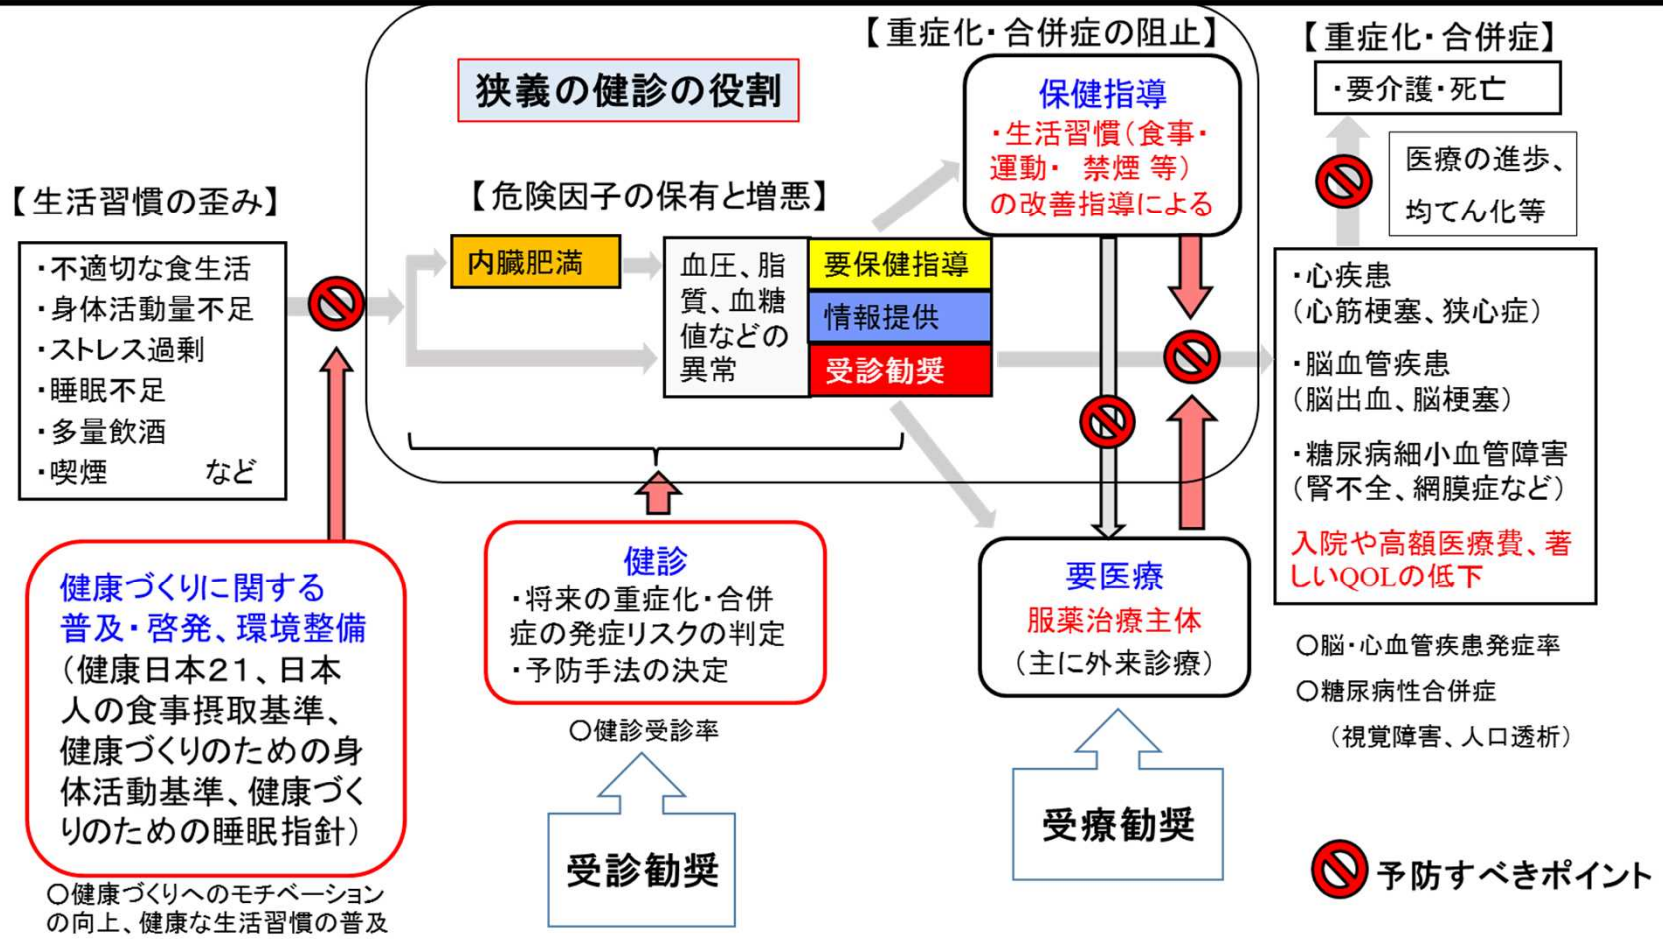 【生活習慣の歪み】
・不適切な食生活
・身体活動量不足
・ストレス過剰
・睡眠不足
・多量飲酒
・喫煙　　　など
健康づくりに関する
普及・啓発、環境整備
（健康日本２１、日本
人の食事摂取基準、
健康づくりのための身
体活動基準、健康づく
りのための睡眠指針）
○健康づくりへのモチベーション
の向上、健康な生活習慣の普及
狭義の健診の役割
【危険因子の保有と増悪】
内臓肥満
血圧、脂
質、血糖
値などの
異常
要保健指導
情報提供
受診勧奨
健診
・将来の重症化・合併
症の発症リスクの判定
・予防手法の決定
○健診受診率
受診勧奨
【重症化・合併症の阻止】
保健指導
・生活習慣（食事・
運動・ 禁煙 等）
の改善指導による
要医療
服薬治療主体
（主に外来診療）
受療勧奨
【重症化・合併症】
・要介護・死亡
医療の進歩、
均てん化等
・心疾患
（心筋梗塞、狭心症）
・脳血管疾患
（脳出血、脳梗塞）
・糖尿病細小血管障害
（腎不全、網膜症など）
入院や高額医療費、著
しいQOLの低下
○脳・心血管疾患発症率
○糖尿病性合併症
（視覚障害、人口透析）
予防すべきポイント